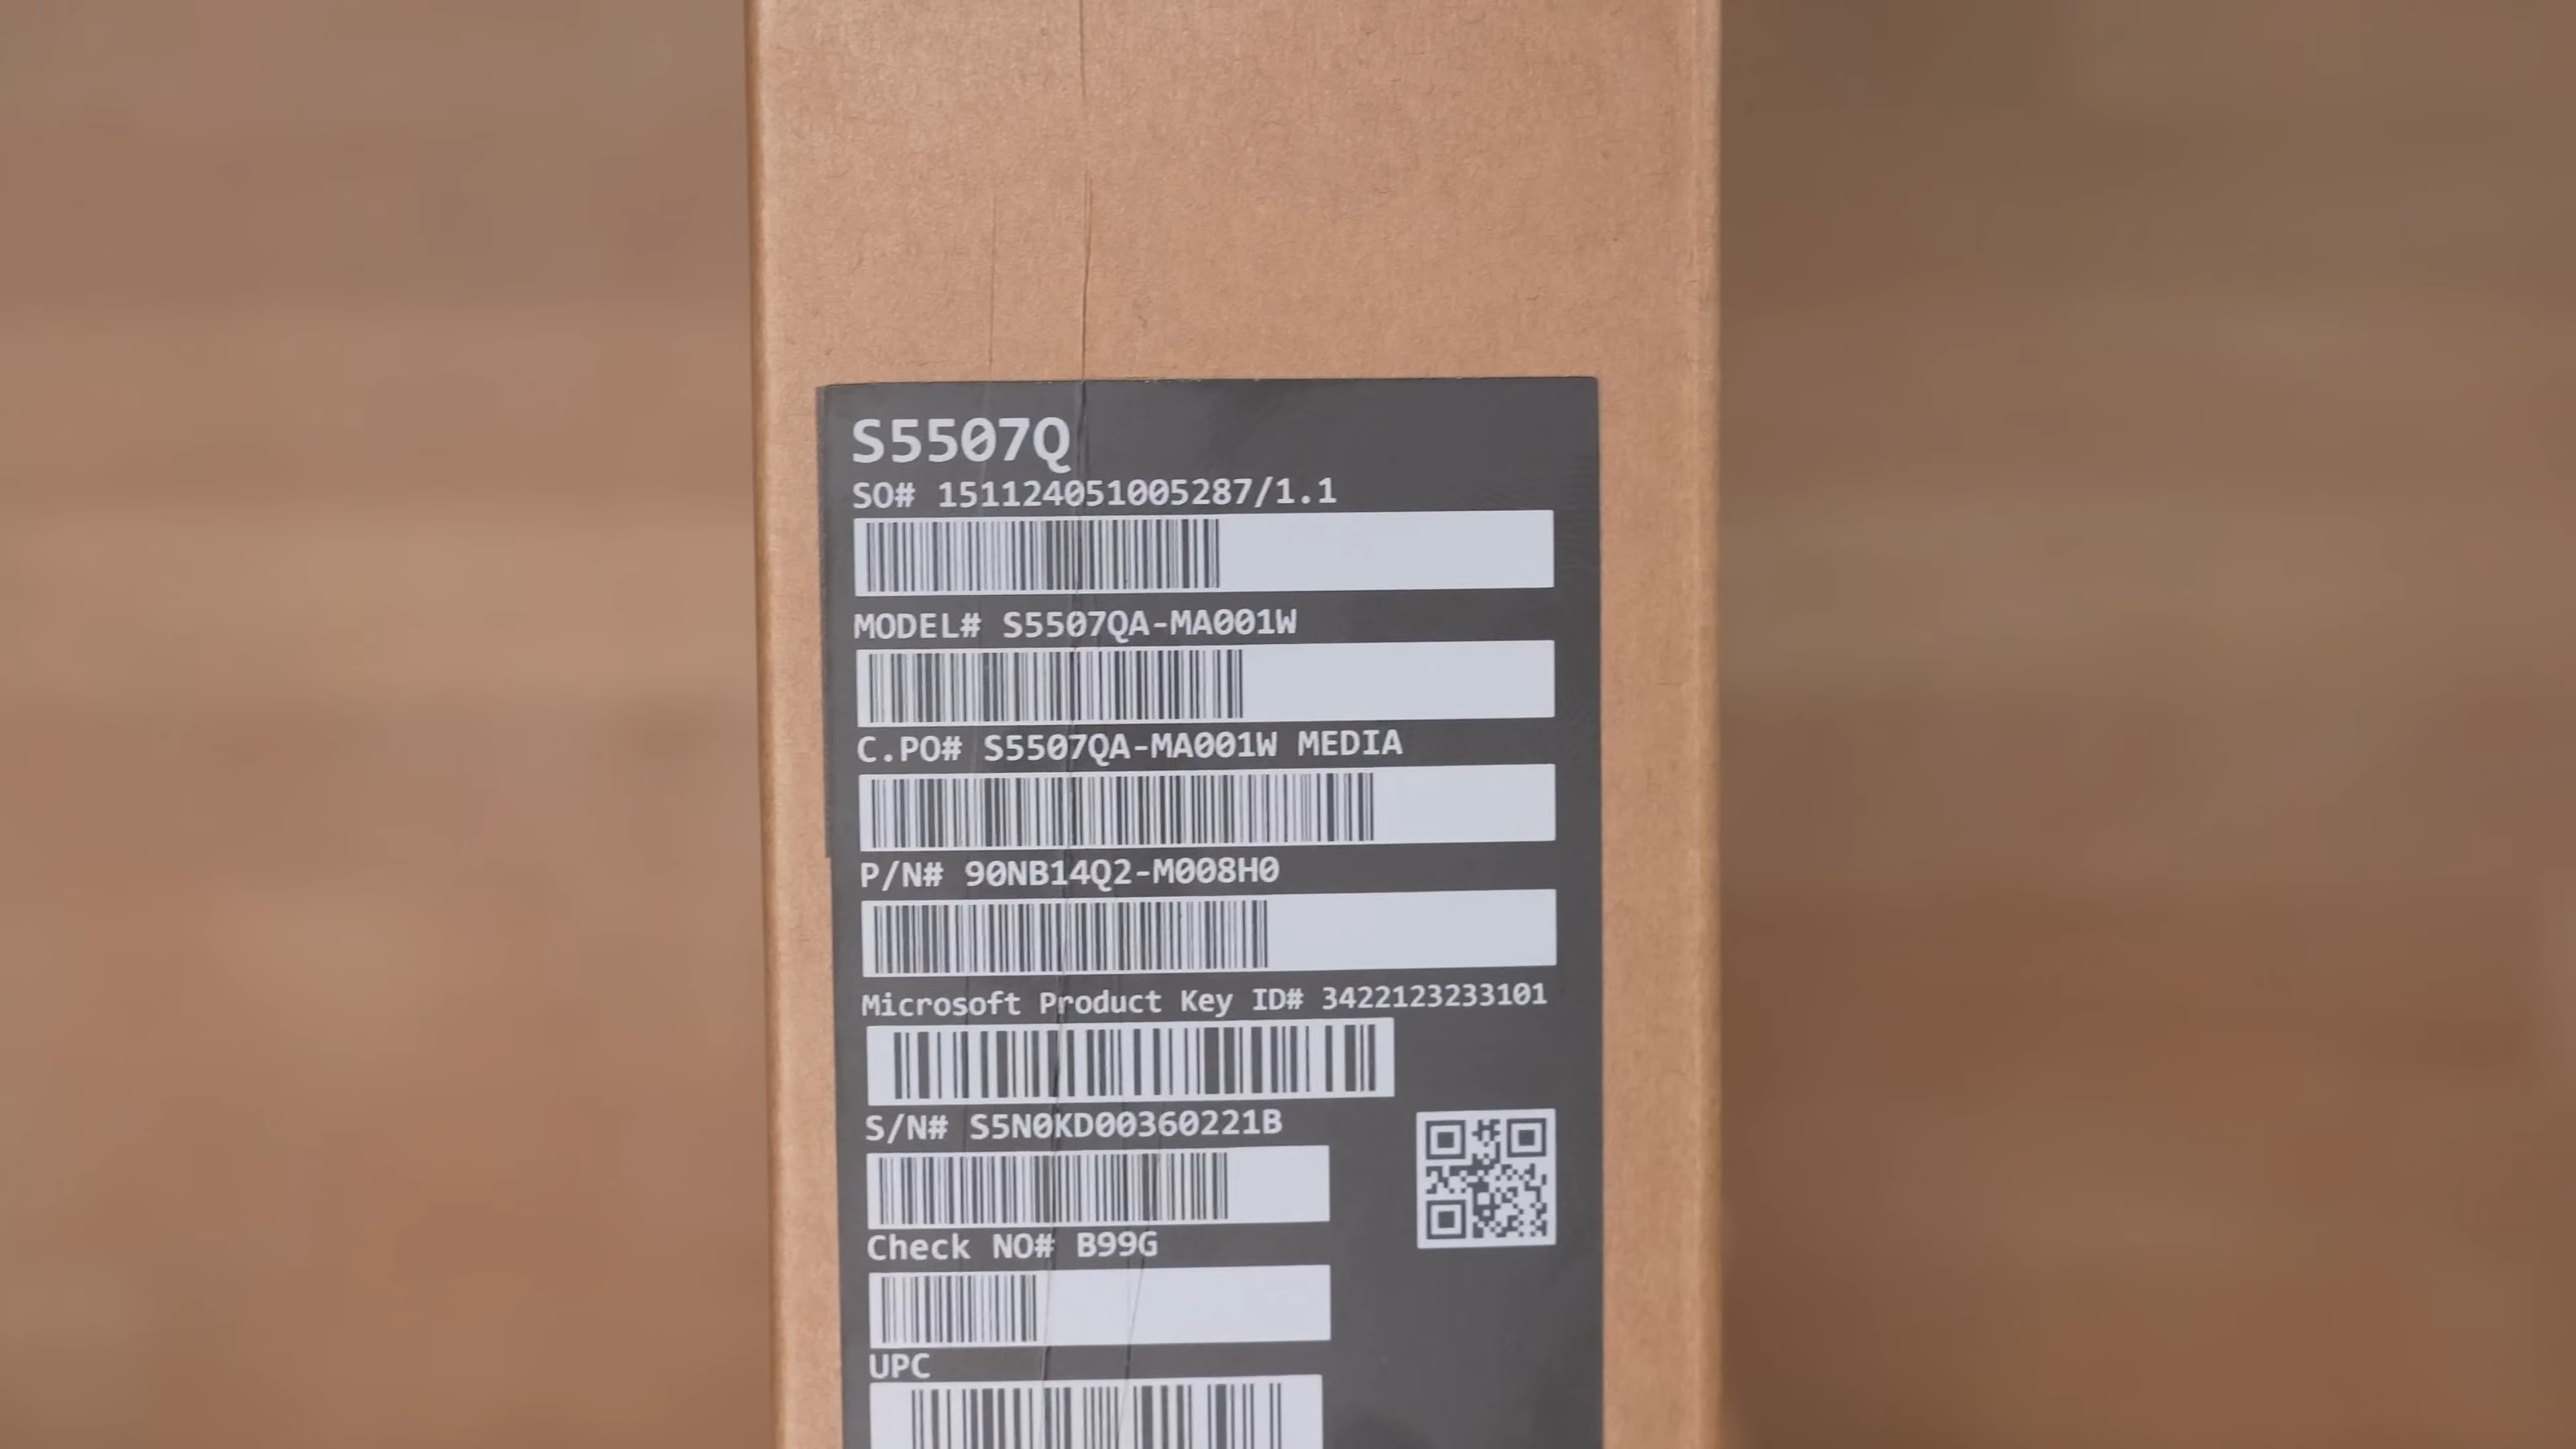 S5507Q
SO# 151124051005287/1.1
MODEL# S5507QA-MA001W
C.PO# S5507QA-MA001W MEDIA
P/N# 90NB14Q2-M008H0
Microsoft Product Key ID# 3422123233101
S/N# S5N0KD00360221B
Check NO# B99G
UPC